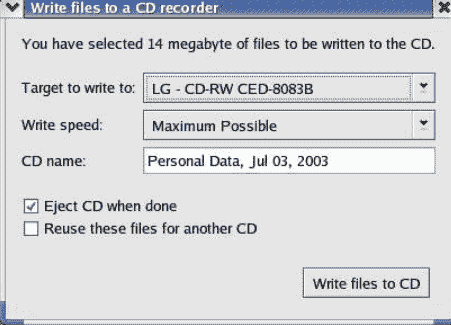 Write files to a CD recorder
You have selected 14 megabyte of files to be written to the CD.
Target to write to: LG - CD-RW CED-8083B
Write speed: Maximum Possible
CD name: Personal Data, Jul 03, 2003
Eject CD when done
Reuse these files for another CD
Write files to CD